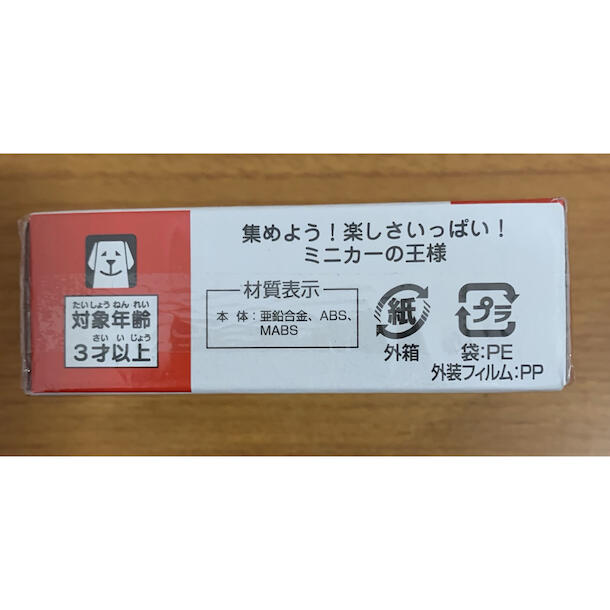 集めよう！楽しさいっぱい！
ミニカーの王様
たいしょう ねん れい
対象年齢
さい い じょう
3才以上
材質表示
本 体：亜鉛合金、ABS、
MABS
紙
外箱
プラ
袋:PE
外装フィルム:PP